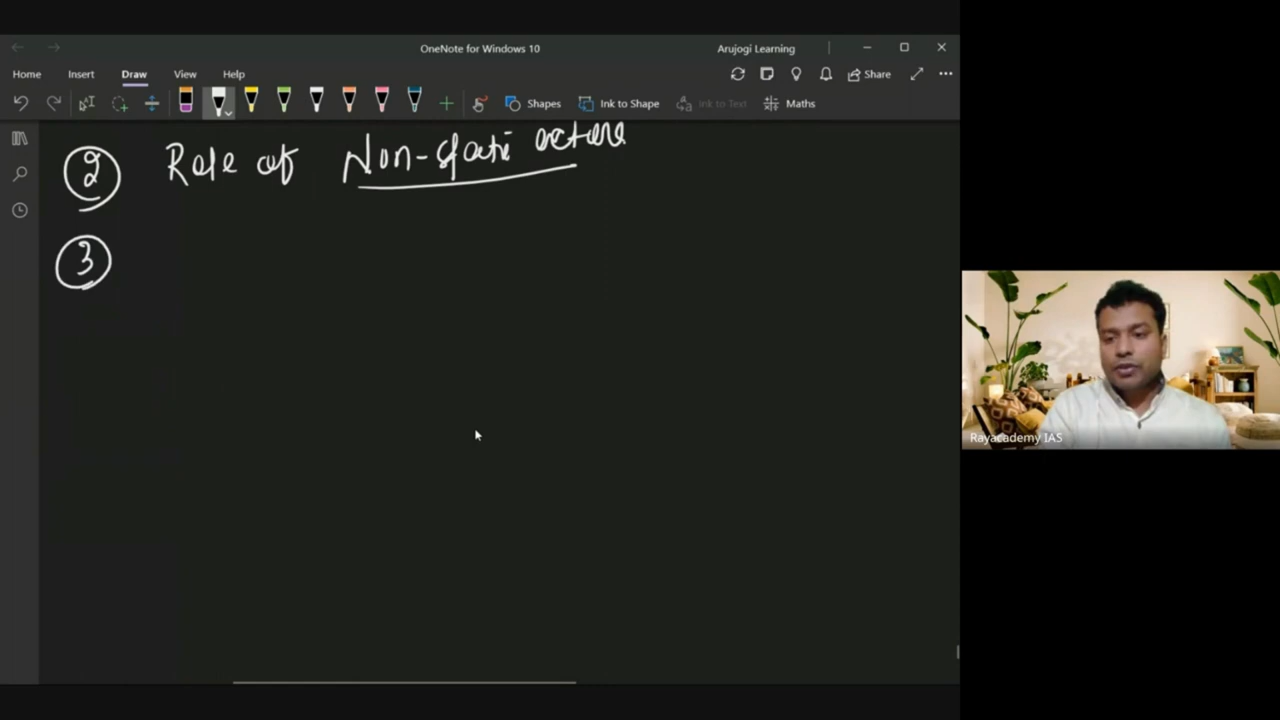 OneNote for Windows 10
Arujogi Learning
Home Insert Draw View Help
Share
Shapes Ink to Shape Ink to Text Maths
2 Role of Non-State actors
3
Rayacademy IAS